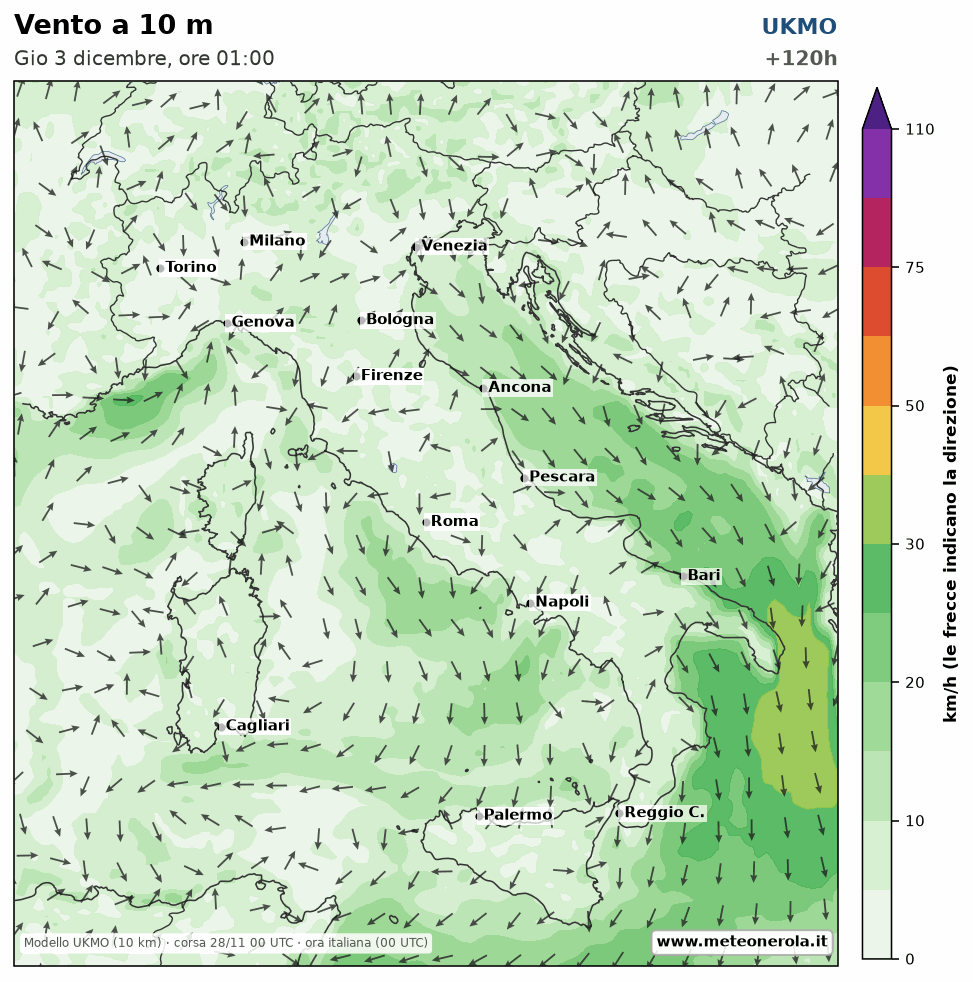 Vento a 10 m
UKMO
Gio 3 dicembre, ore 01:00
+120h
Milano
Venezia
Torino
Genova
Bologna
Firenze
Ancona
Pescara
Roma
Bari
Napoli
Cagliari
Palermo
Reggio C.
Modello UKMO (10 km) · corsa 28/11 00 UTC · ora italiana (00 UTC)
www.meteonerola.it
110
75
50
30
20
10
0
km/h (le frecce indicano la direzione)